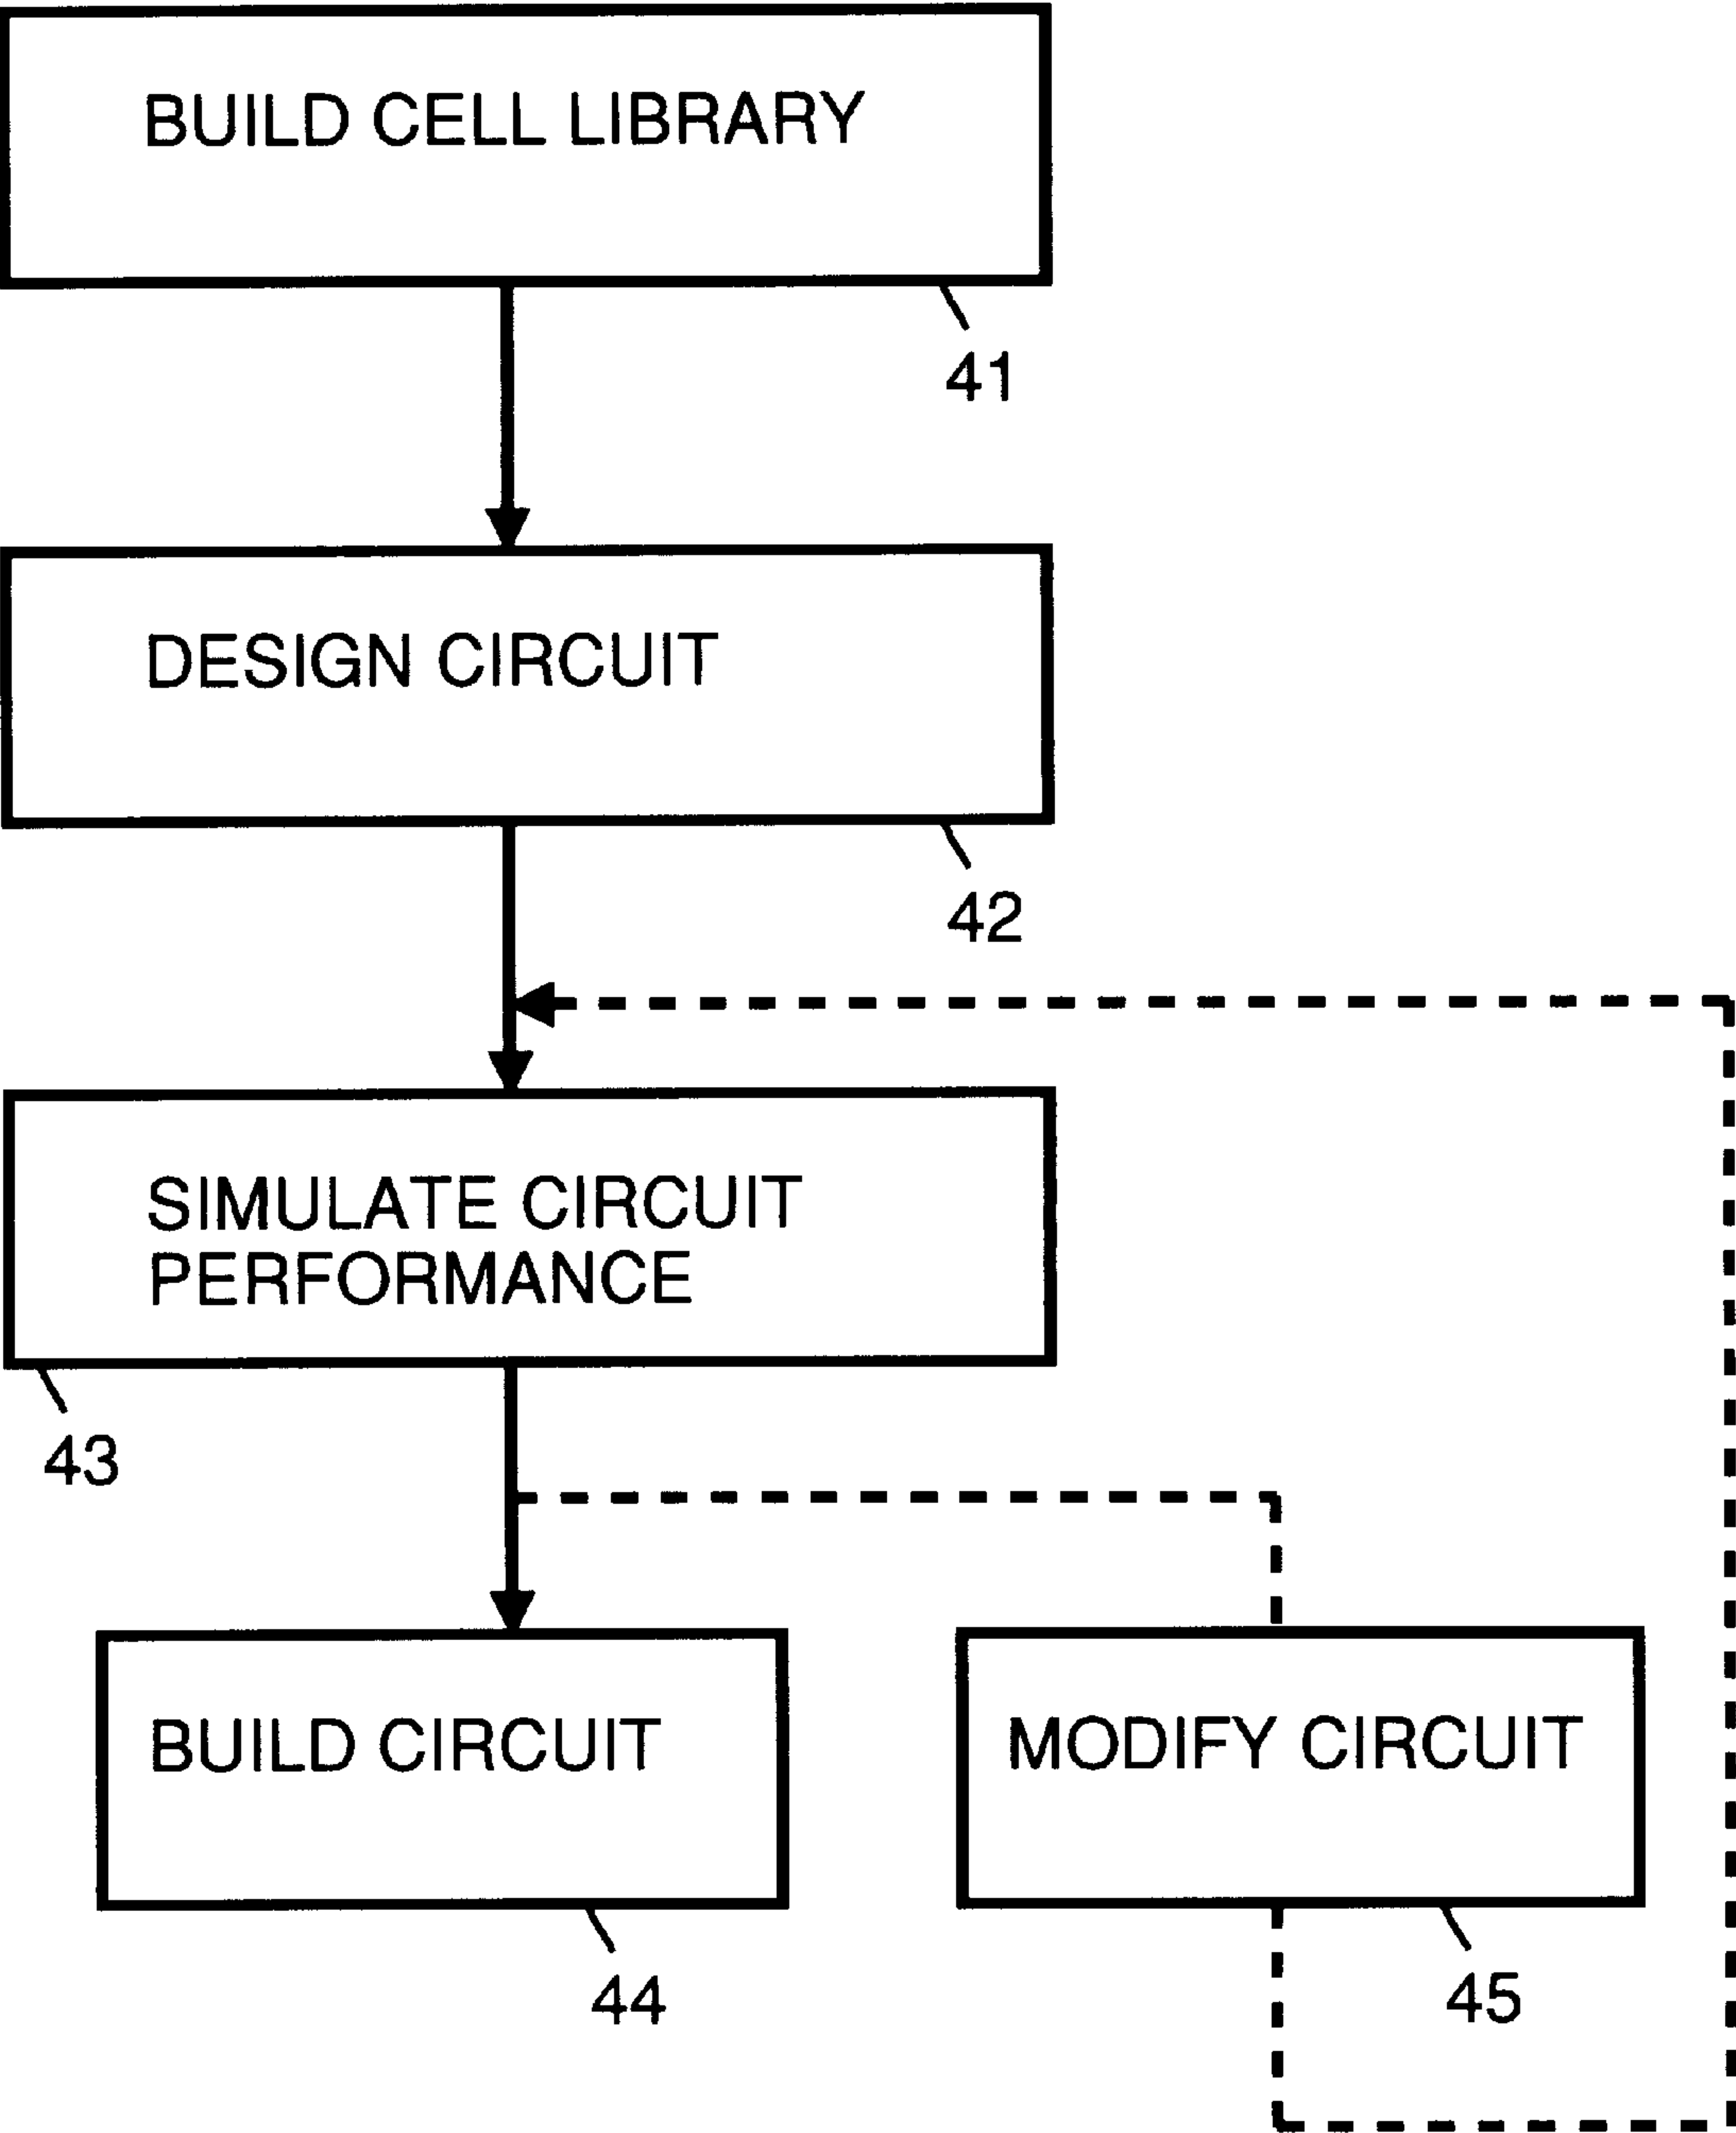 BUILD CELL LIBRARY
41
DESIGN CIRCUIT
42
SIMULATE CIRCUIT
PERFORMANCE
43
BUILD CIRCUIT
44
MODIFY CIRCUIT
45